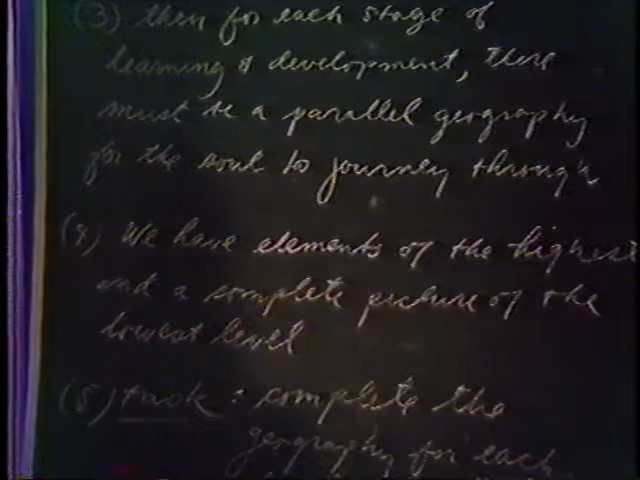 (3) then for each stage of
learning & development, there
must be a parallel geography
for the soul to journey through
(4) We have elements of the highest
and a complete picture of the
lowest level
(5) task: complete the
geography for each